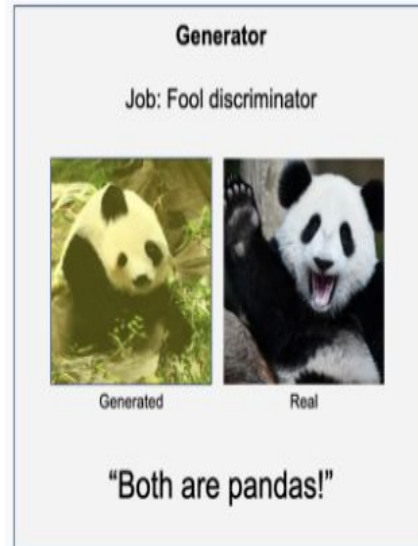 Generator
Job: Fool discriminator
Generated
Real
“Both are pandas!”